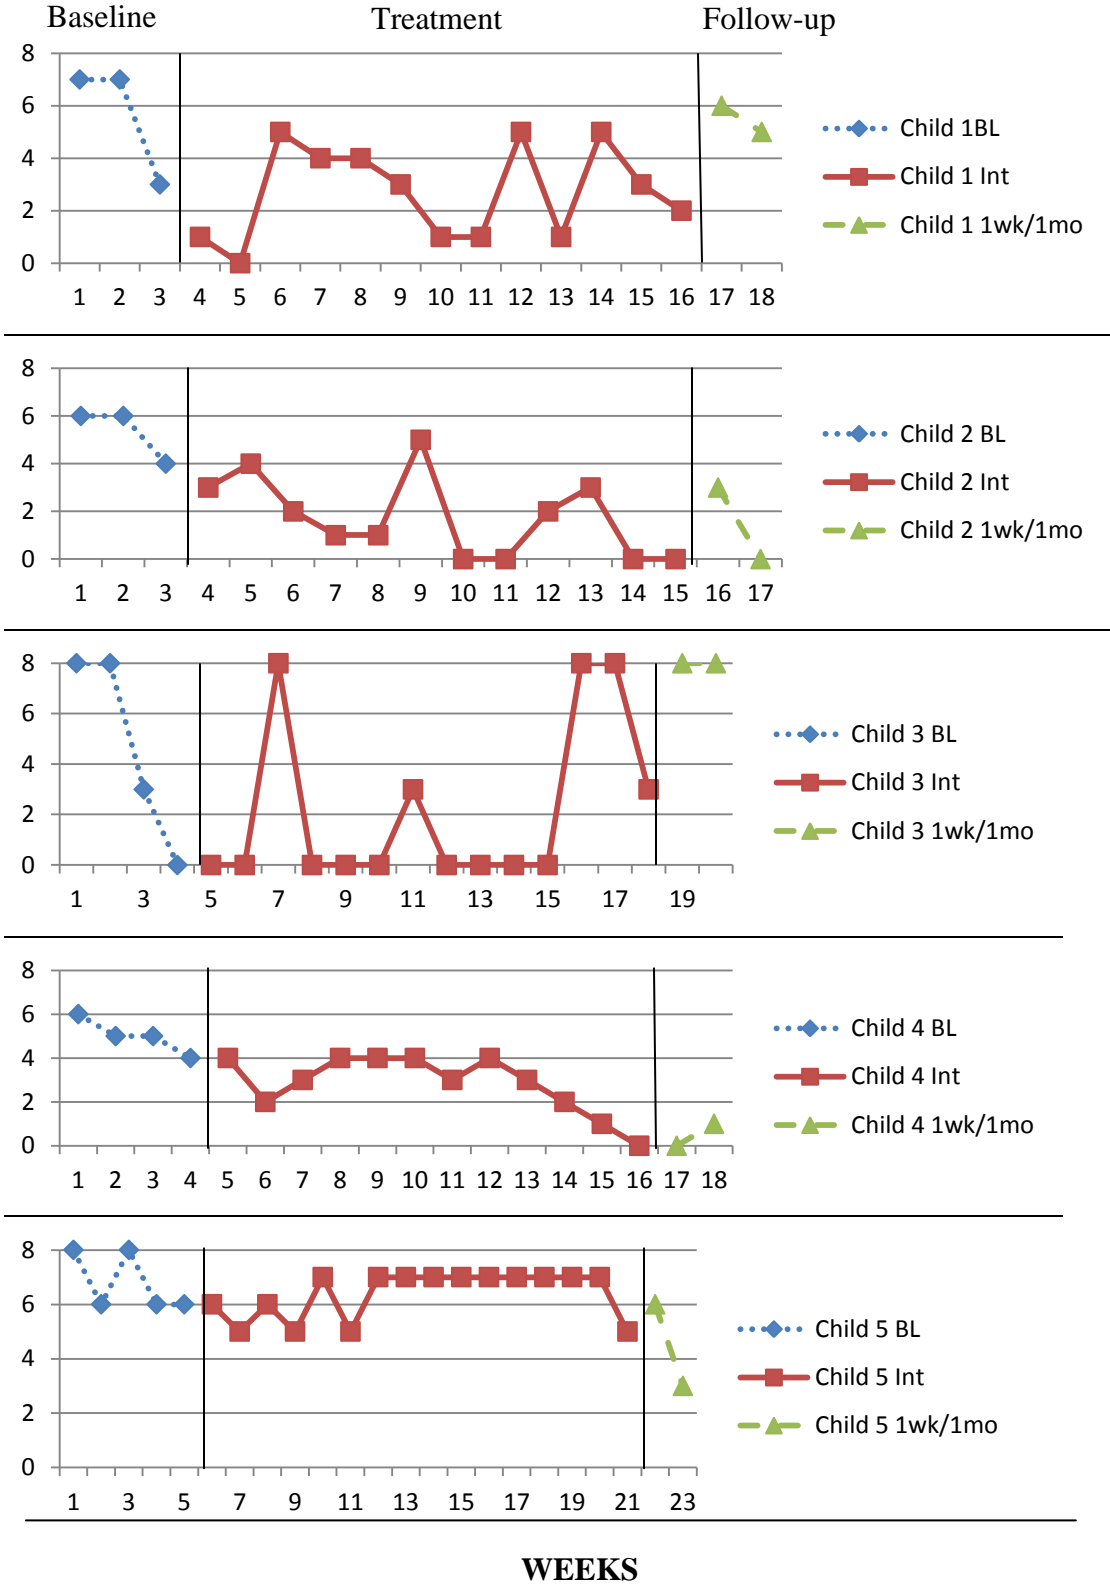 Baseline Treatment Follow-up
8
6
4
2
0
1 2 3 4 5 6 7 8 9 10 11 12 13 14 15 16 17 18
Child 1BL
Child 1 Int
Child 1 1wk/1mo
8
6
4
2
0
1 2 3 4 5 6 7 8 9 10 11 12 13 14 15 16 17
Child 2 BL
Child 2 Int
Child 2 1wk/1mo
8
6
4
2
0
1 3 5 7 9 11 13 15 17 19
Child 3 BL
Child 3 Int
Child 3 1wk/1mo
8
6
4
2
0
1 2 3 4 5 6 7 8 9 10 11 12 13 14 15 16 17 18
Child 4 BL
Child 4 Int
Child 4 1wk/1mo
8
6
4
2
0
1 3 5 7 9 11 13 15 17 19 21 23
Child 5 BL
Child 5 Int
Child 5 1wk/1mo
WEEKS